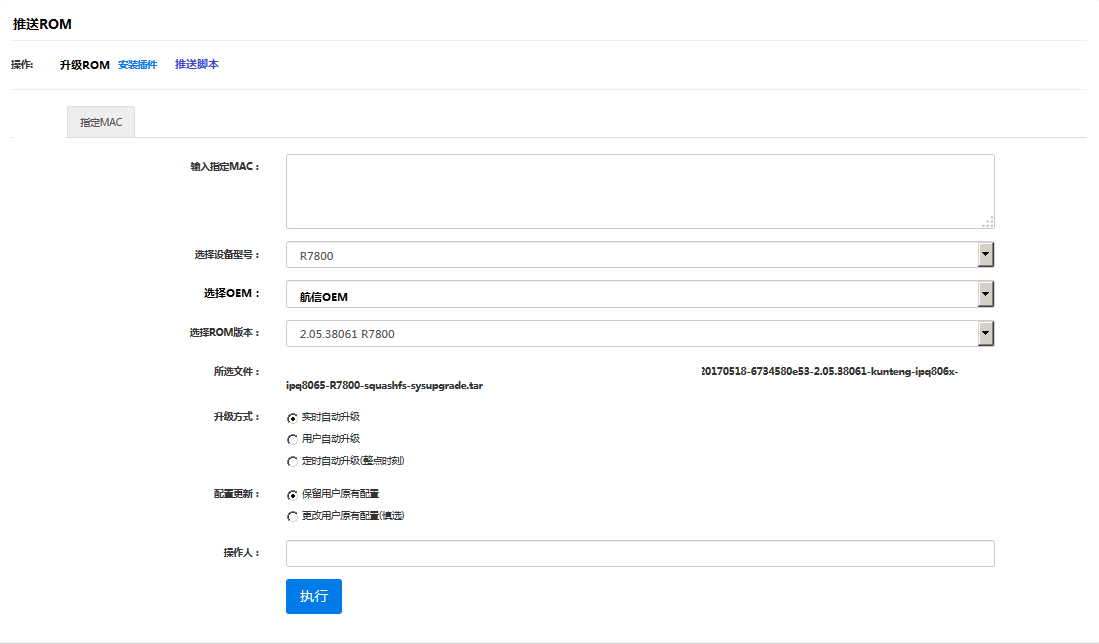 推送ROM
操作: 升级ROM 安装插件 推送脚本
指定MAC
输入指定MAC：
选择设备型号： R7800
选择OEM： 航信OEM
选择ROM版本： 2.05.38061 R7800
所选文件： 20170518-6734580e53-2.05.38061-kunteng-ipq806x-
ipq8065-R7800-squashfs-sysupgrade.tar
升级方式： 实时自动升级
用户自动升级
定时自动升级(整点时刻)
配置更新： 保留用户原有配置
更改用户原有配置(慎选)
操作人：
执行